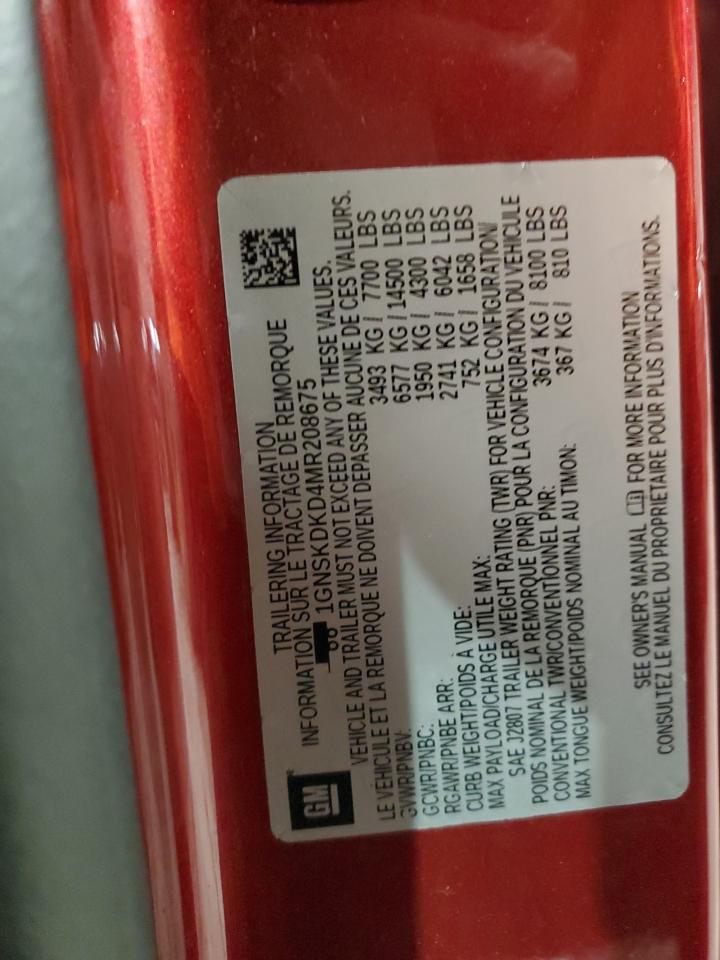 GM
TRAILERING INFORMATION
INFORMATION SUR LE TRACTAGE DE REMORQUE
1GNSKDKD4MR208675
VEHICLE AND TRAILER MUST NOT EXCEED ANY OF THESE VALUES.
LE VÉHICULE ET LA REMORQUE NE DOIVENT DÉPASSER AUCUNE DE CES VALEURS.
GVWR/PNBV: 3493 KG / 7700 LBS
GCWR/PNBC: 6577 KG / 14500 LBS
RGAWR/PNBE ARR: 1950 KG / 4300 LBS
CURB WEIGHT/POIDS À VIDE: 2741 KG / 6042 LBS
MAX PAYLOAD/CHARGE UTILE MAX: 752 KG / 1658 LBS
SAE J2807 TRAILER WEIGHT RATING (TWR) FOR VEHICLE CONFIGURATION/
POIDS NOMINAL DE LA REMORQUE (PNR) POUR LA CONFIGURATION DU VÉHICULE
CONVENTIONAL TWR/CONVENTIONNEL PNR: 3674 KG / 8100 LBS
MAX TONGUE WEIGHT/POIDS NOMINAL AU TIMON: 367 KG / 810 LBS
SEE OWNER'S MANUAL FOR MORE INFORMATION
CONSULTEZ LE MANUEL DU PROPRIÉTAIRE POUR PLUS D'INFORMATIONS.